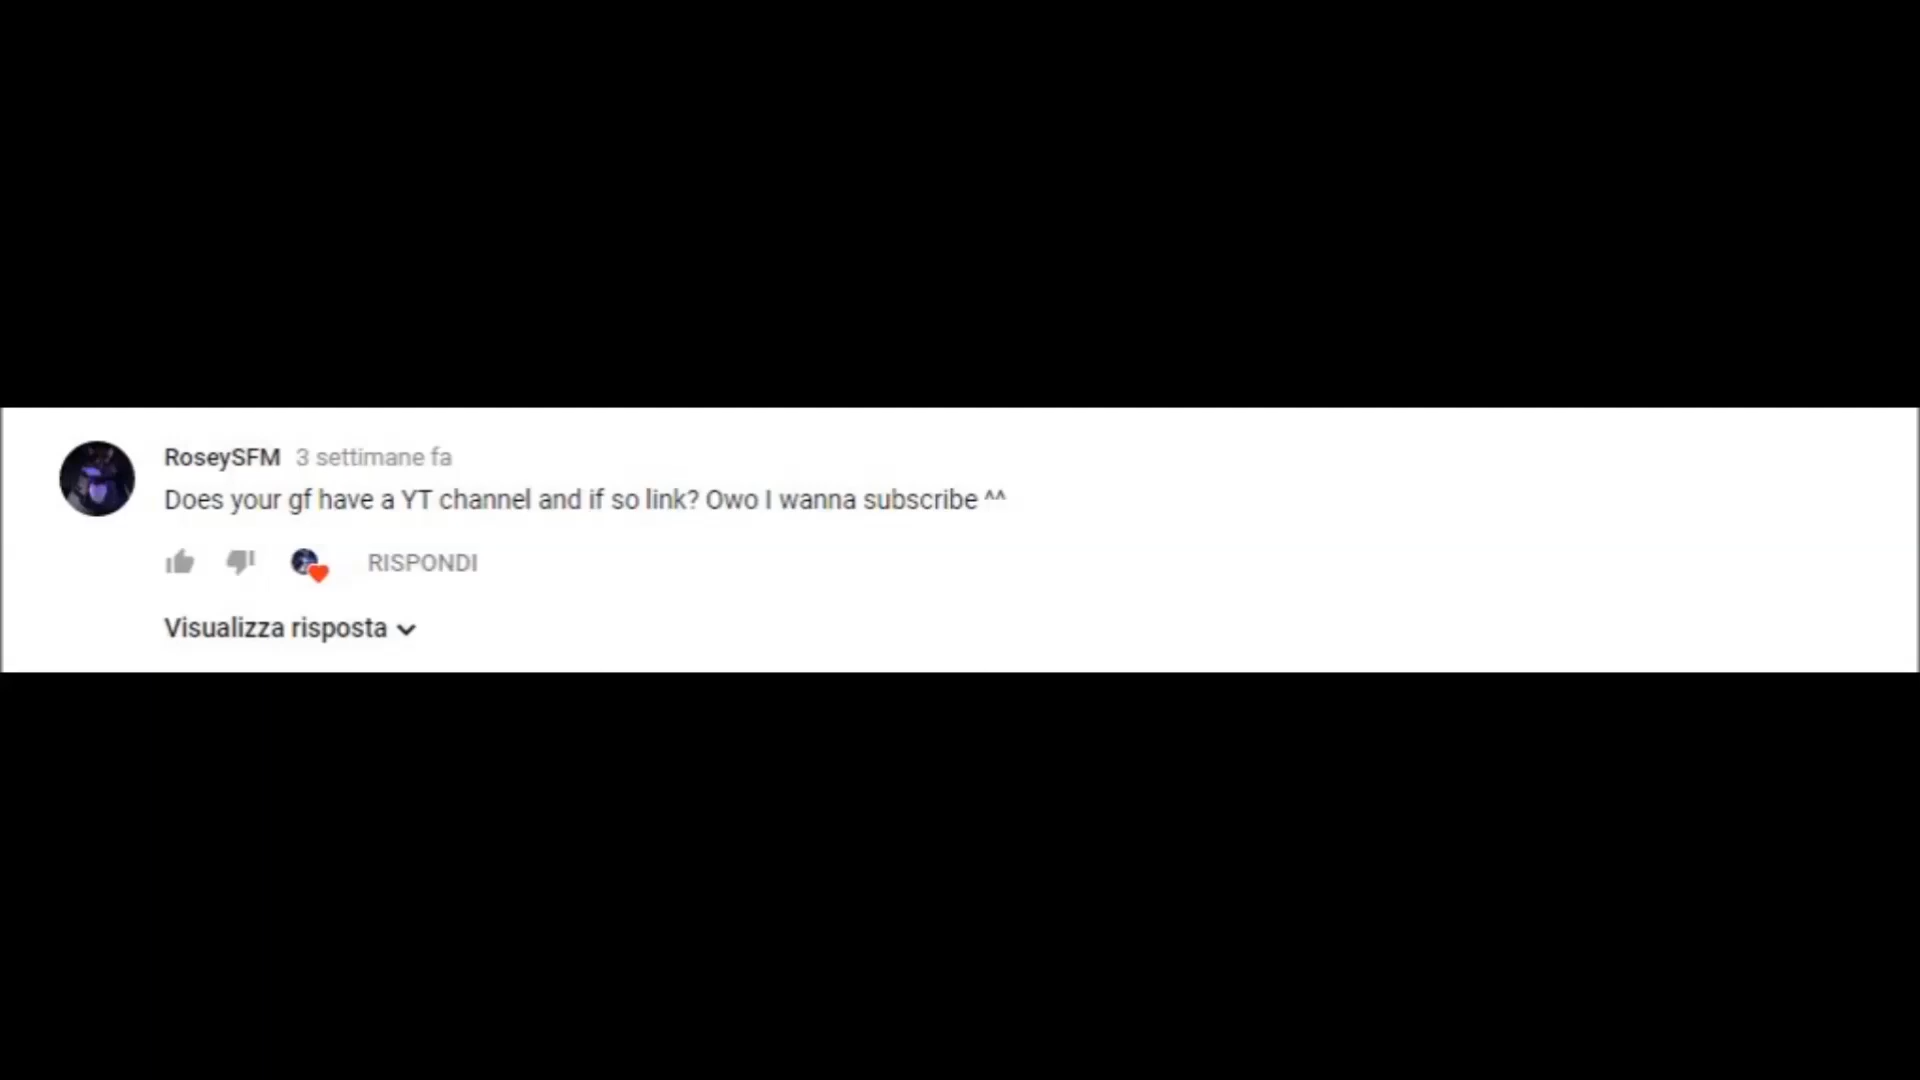 RoseySFM 3 settimane fa
Does your gf have a YT channel and if so link? Owo I wanna subscribe ^^
RISPONDI
Visualizza risposta